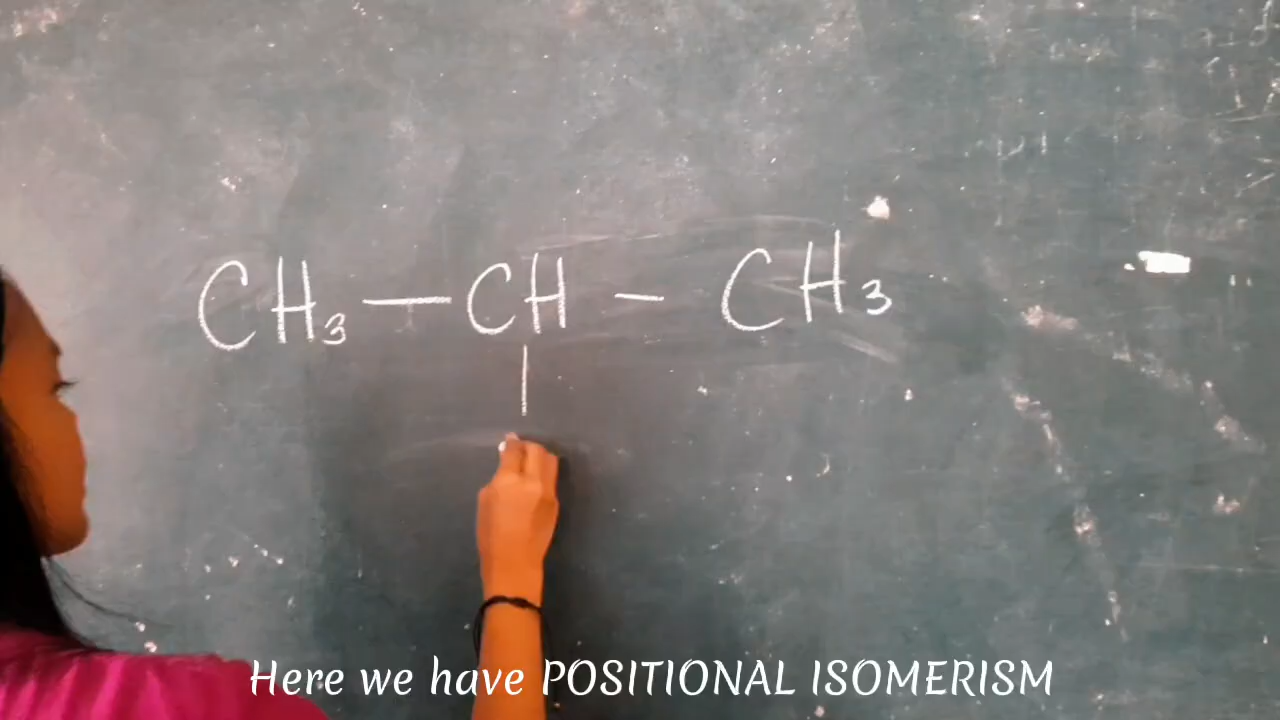 CH₃ — CH - CH₃
|
Here we have POSITIONAL ISOMERISM